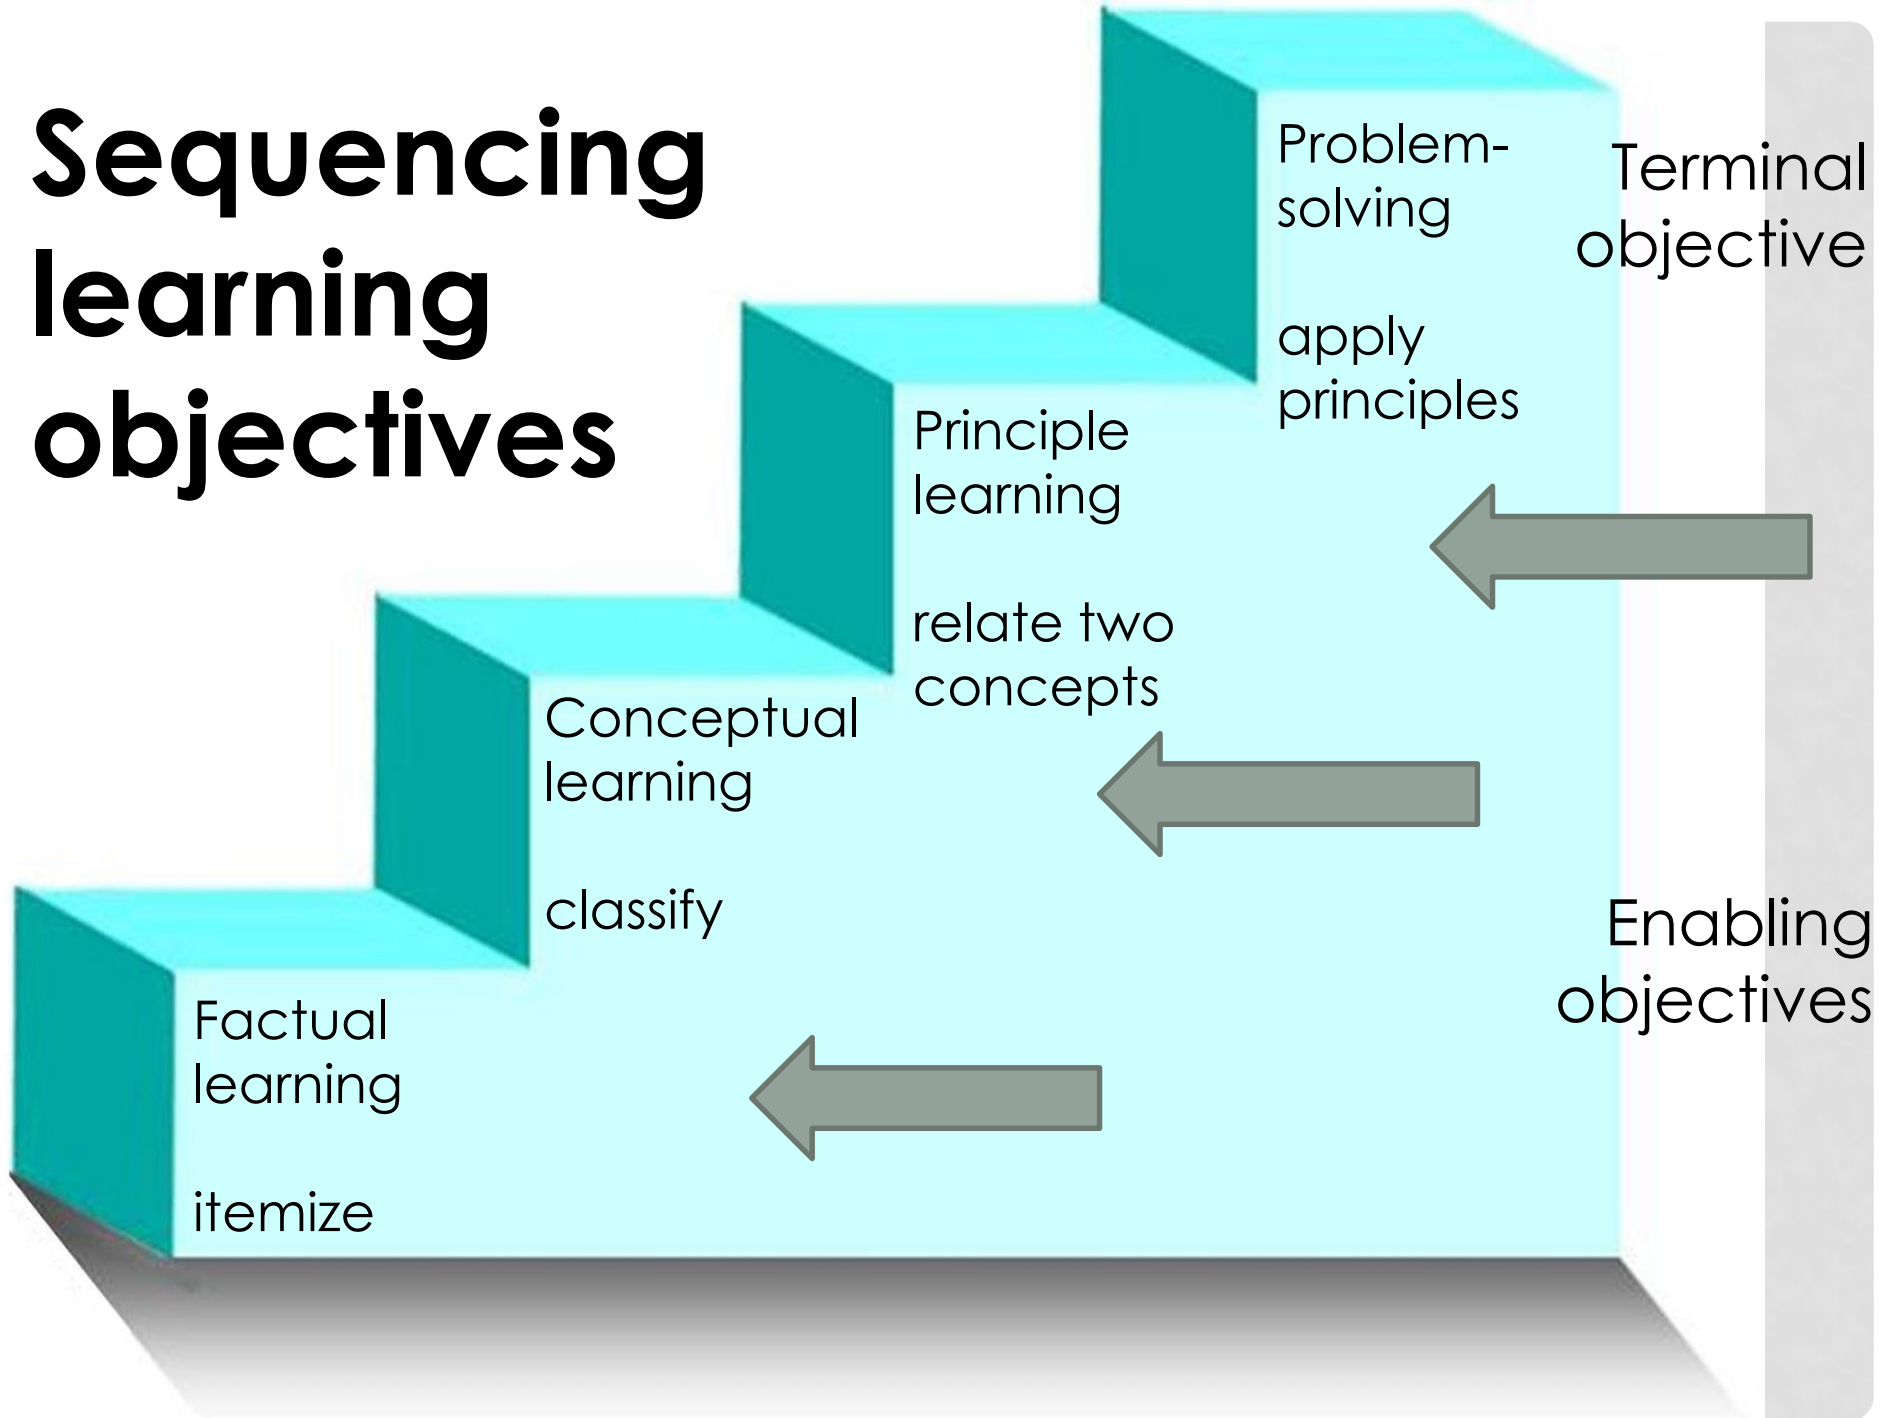 Sequencing
learning
objectives
Problem-
solving
apply
principles
Terminal
objective
Principle
learning
relate two
concepts
Conceptual
learning
classify
Enabling
objectives
Factual
learning
itemize